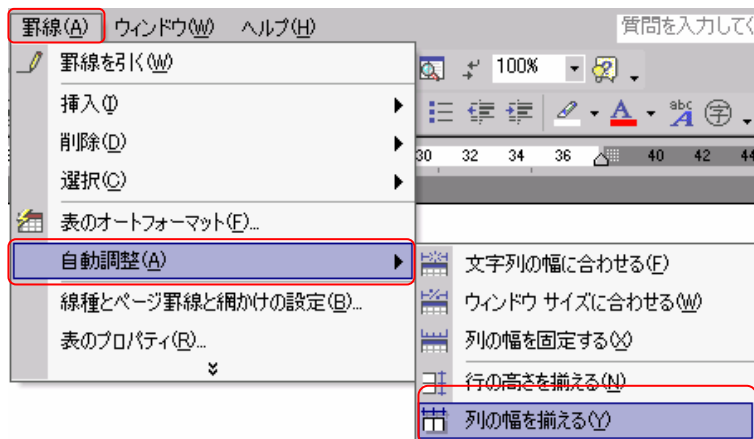 罫線(A) ウィンドウ(W) ヘルプ(H) 質問を入力してく
罫線を引く(W)
100%
挿入(I)
abc A 字
削除(D)
30 32 34 36 40 42 44
選択(C)
表のオートフォーマット(F)...
自動調整(A)
文字列の幅に合わせる(F)
線種とページ罫線と網かけの設定(B)...
ウィンドウ サイズに合わせる(W)
表のプロパティ(R)...
列の幅を固定する(X)
行の高さを揃える(N)
列の幅を揃える(Y)